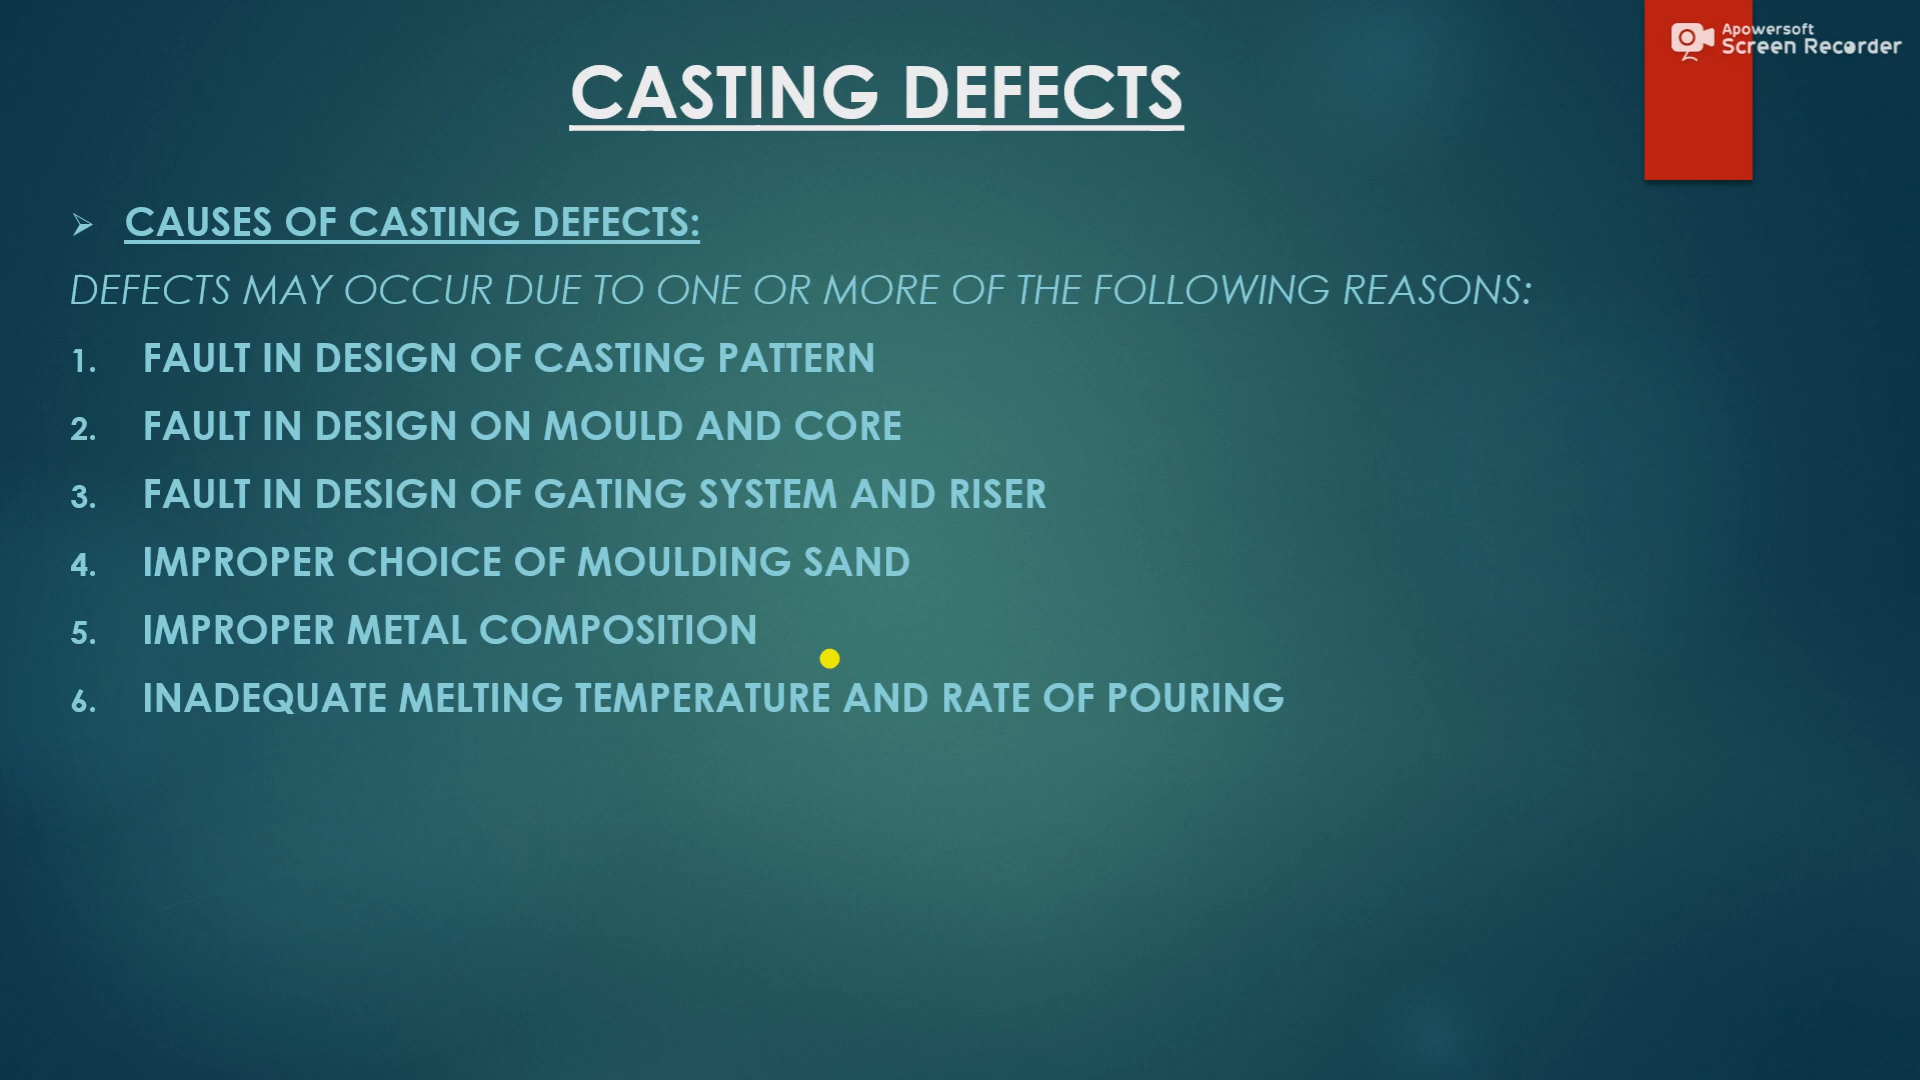 Apowersoft
Screen Recorder
CASTING DEFECTS
CAUSES OF CASTING DEFECTS:
DEFECTS MAY OCCUR DUE TO ONE OR MORE OF THE FOLLOWING REASONS:
1. FAULT IN DESIGN OF CASTING PATTERN
2. FAULT IN DESIGN ON MOULD AND CORE
3. FAULT IN DESIGN OF GATING SYSTEM AND RISER
4. IMPROPER CHOICE OF MOULDING SAND
5. IMPROPER METAL COMPOSITION
6. INADEQUATE MELTING TEMPERATURE AND RATE OF POURING